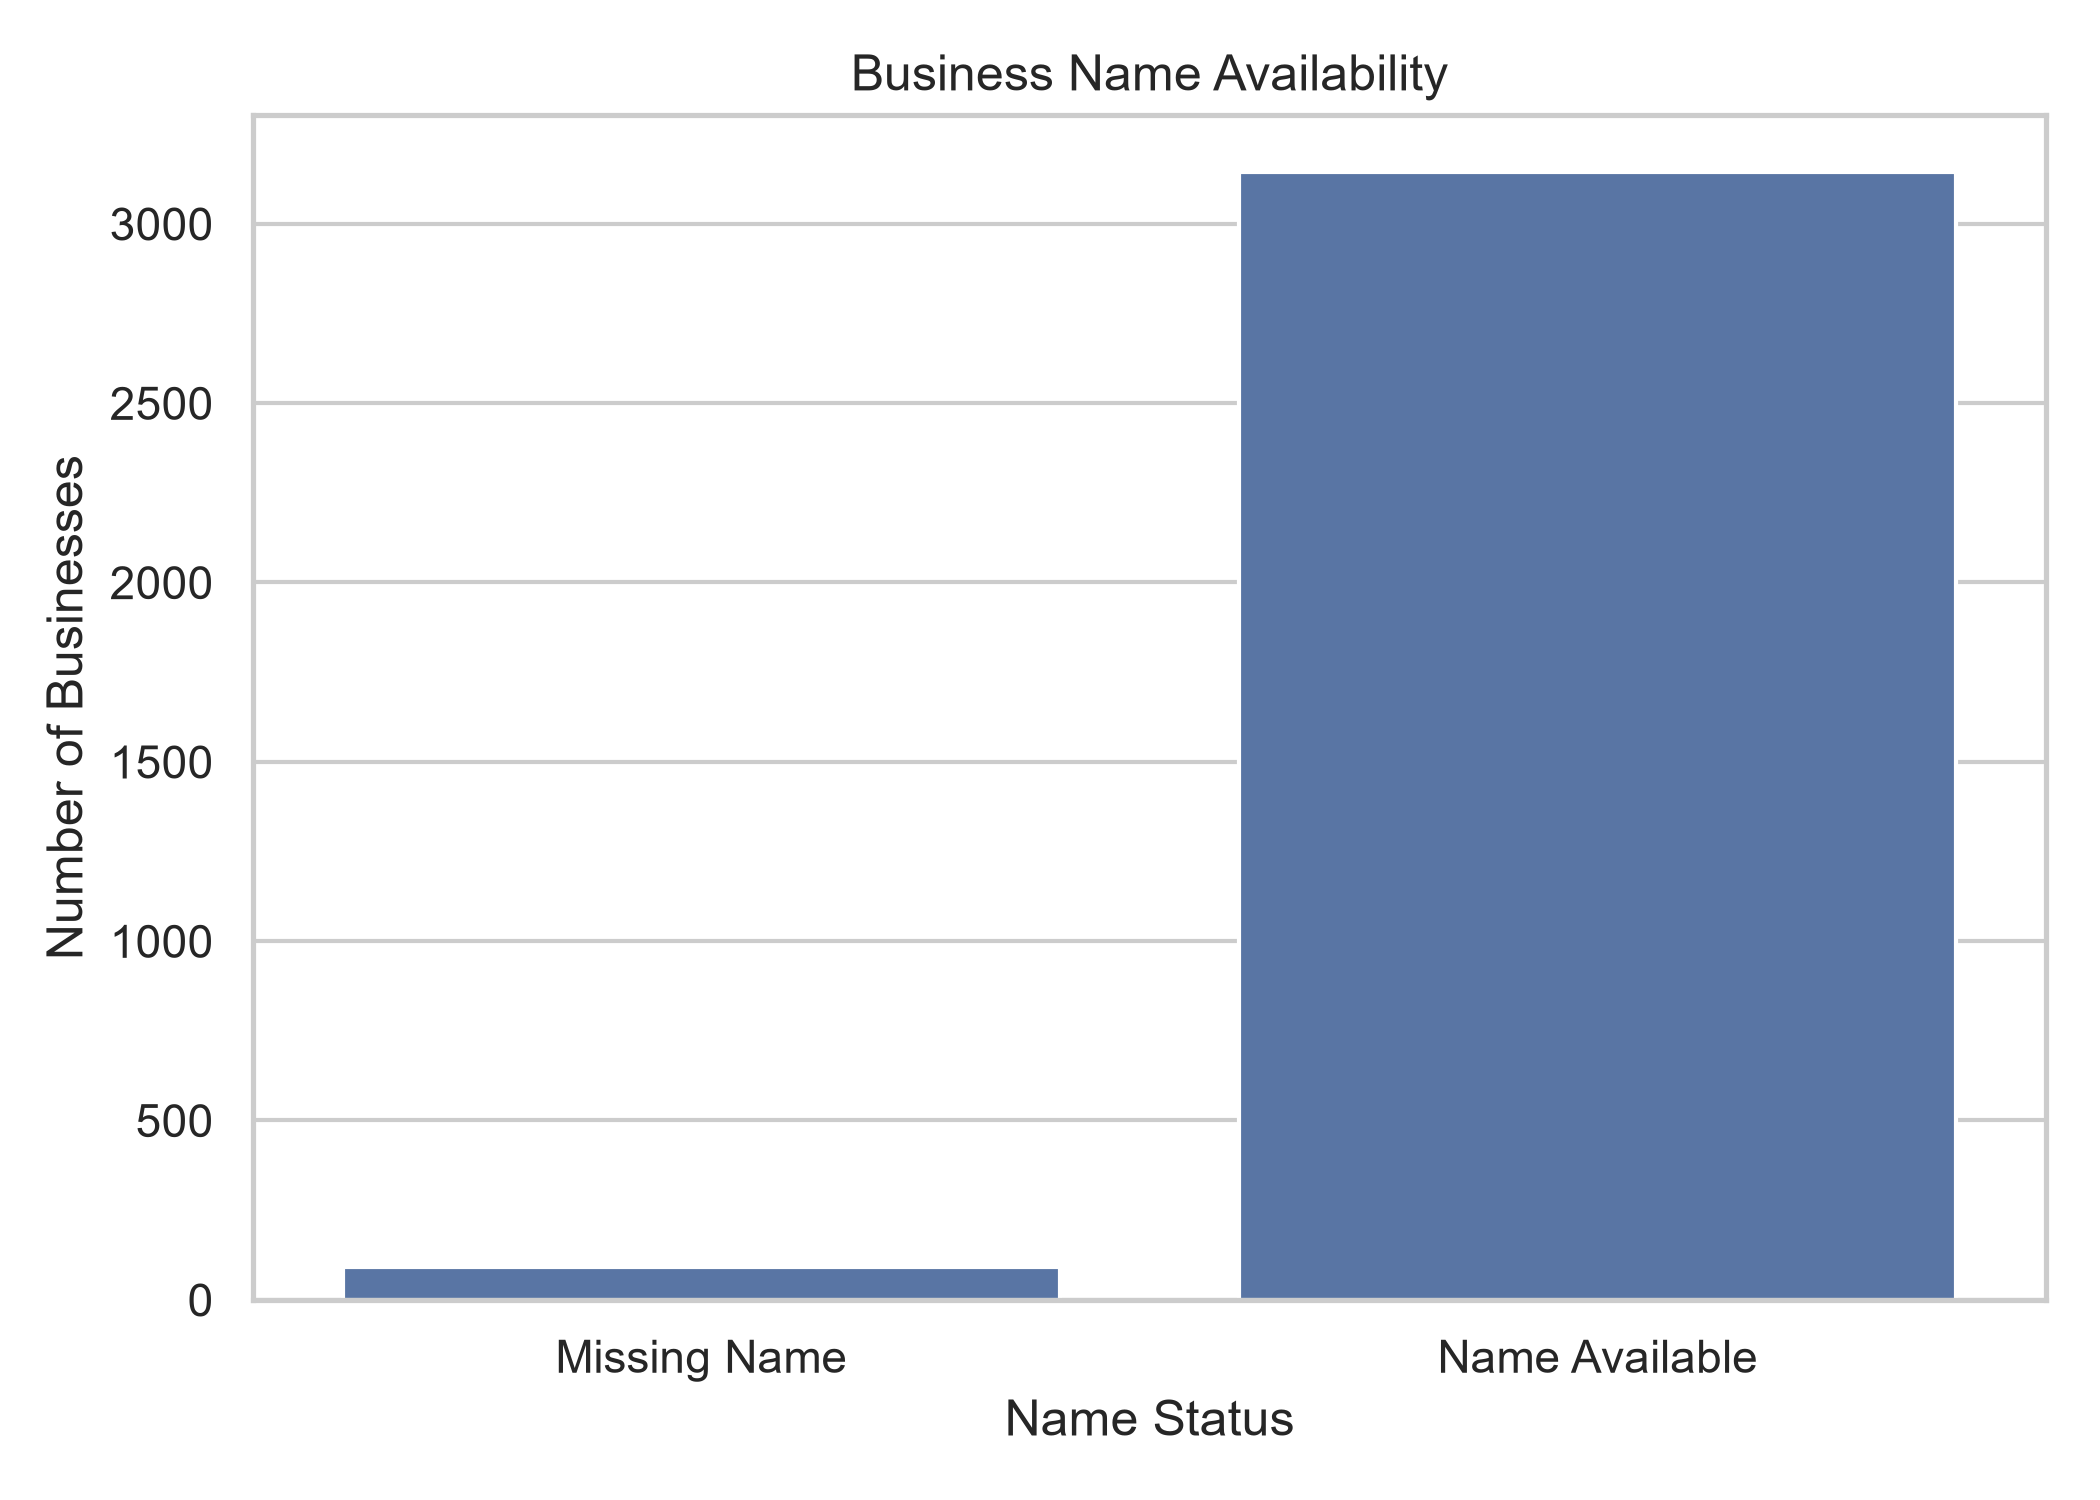 Business Name Availability
Number of Businesses
3000
2500
2000
1500
1000
500
0
Missing Name
Name Available
Name Status